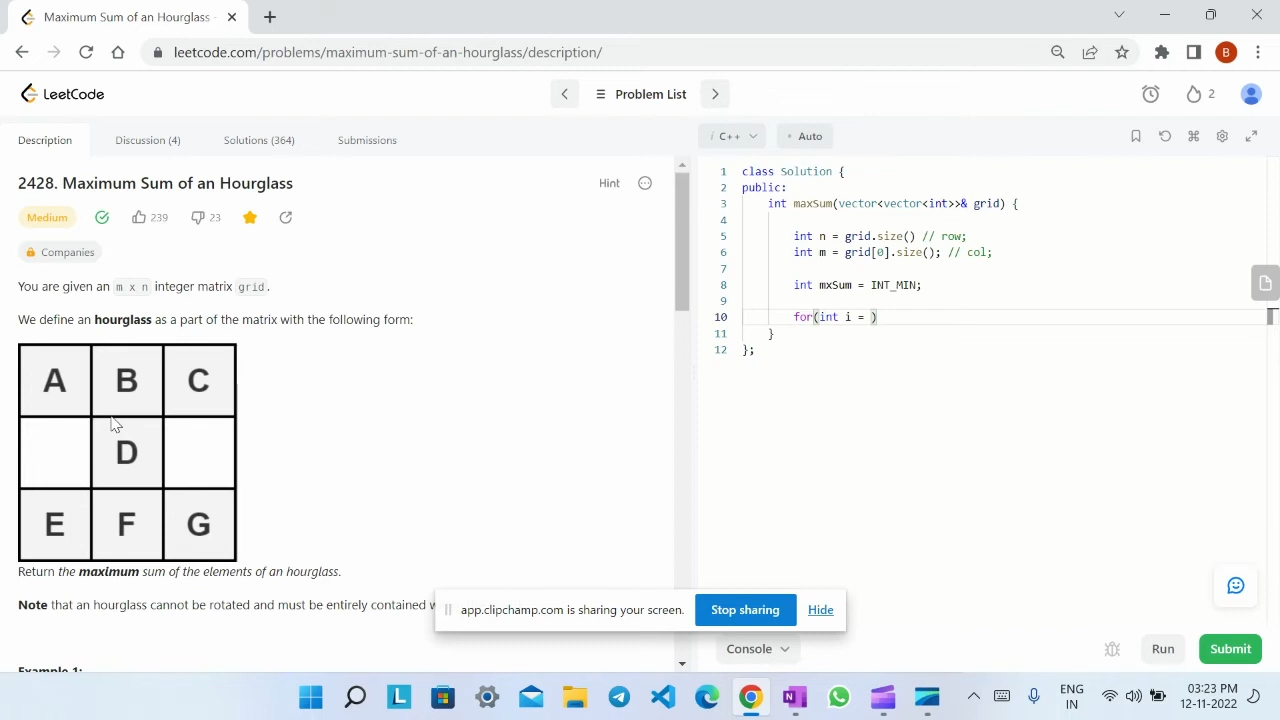 Maximum Sum of an Hourglass -
leetcode.com/problems/maximum-sum-of-an-hourglass/description/
B
LeetCode
Problem List
2
Description
Discussion (4)
Solutions (364)
Submissions
i C++
Auto
2428. Maximum Sum of an Hourglass
Hint
Medium
239
23
Companies
You are given an m x n integer matrix grid.
We define an hourglass as a part of the matrix with the following form:
A B C
D
E F G
Return the maximum sum of the elements of an hourglass.
Note that an hourglass cannot be rotated and must be entirely contained
Example 1:
1 class Solution {
2 public:
3 int maxSum(vector<vector<int>>& grid) {
4
5 int n = grid.size() // row;
6 int m = grid[0].size(); // col;
7
8 int mxSum = INT_MIN;
9
10 for(int i = )
11 }
12 };
app.clipchamp.com is sharing your screen.
Stop sharing
Hide
Console
Run
Submit
ENG
IN
03:23 PM
12-11-2022